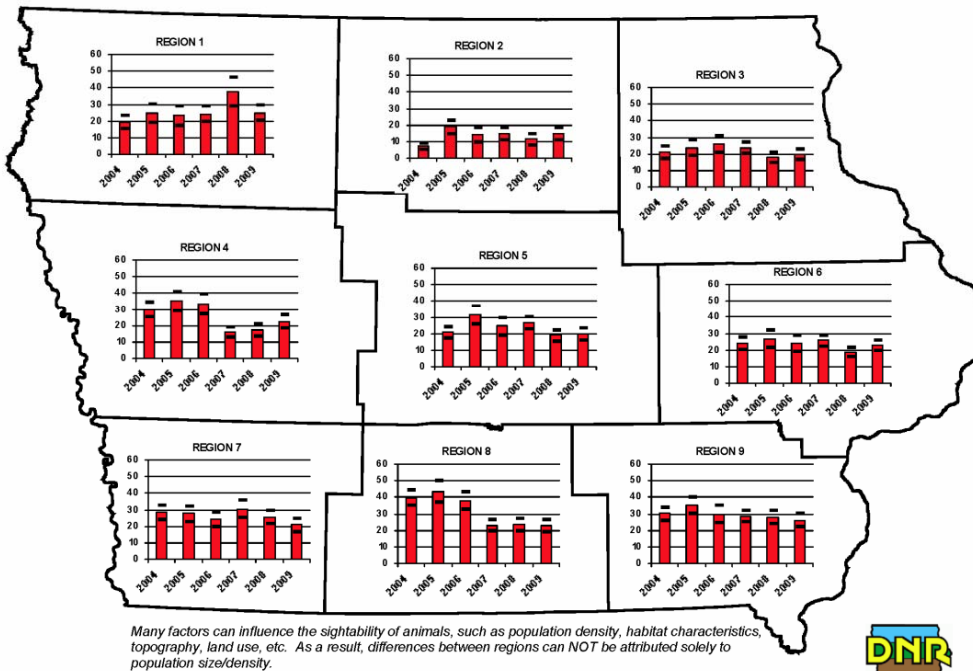 REGION 1
60
50
40
30
20
10
0
2004 2005 2006 2007 2008 2009
REGION 2
60
50
40
30
20
10
0
2004 2005 2006 2007 2008 2009
REGION 3
60
50
40
30
20
10
0
2004 2005 2006 2007 2008 2009
REGION 4
60
50
40
30
20
10
0
2004 2005 2006 2007 2008 2009
REGION 5
60
50
40
30
20
10
0
2004 2005 2006 2007 2008 2009
REGION 6
60
50
40
30
20
10
0
2004 2005 2006 2007 2008 2009
REGION 7
60
50
40
30
20
10
0
2004 2005 2006 2007 2008 2009
REGION 8
60
50
40
30
20
10
0
2004 2005 2006 2007 2008 2009
REGION 9
60
50
40
30
20
10
0
2004 2005 2006 2007 2008 2009
Many factors can influence the sightability of animals, such as population density, habitat characteristics,
topography, land use, etc. As a result, differences between regions can NOT be attributed solely to
population size/density.
DNR